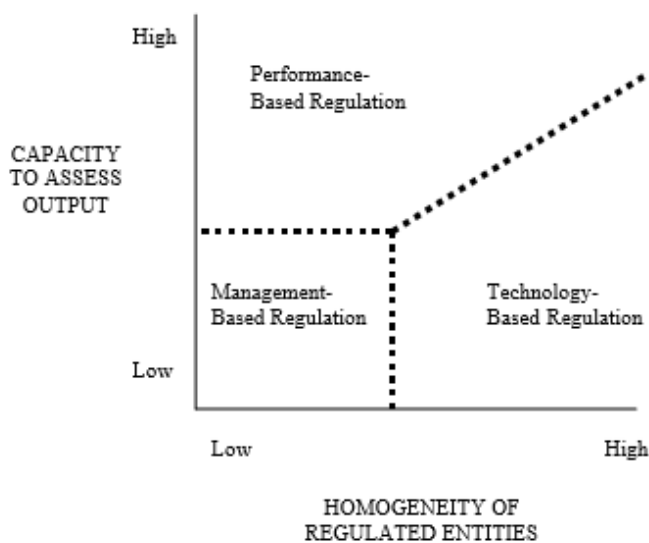 High
Performance-
Based Regulation
CAPACITY
TO ASSESS
OUTPUT
Management-
Based Regulation
Technology-
Based Regulation
Low
Low
High
HOMOGENEITY OF
REGULATED ENTITIES